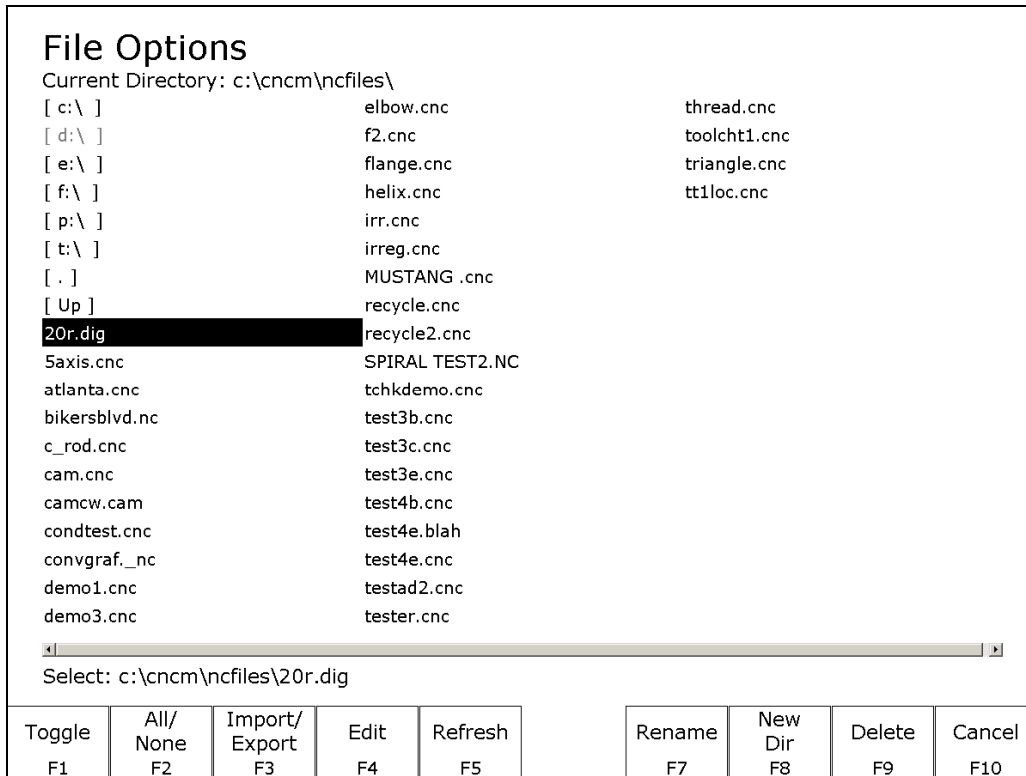 File Options
Current Directory: c:\cncm\ncfiles\
[ c:\ ]
[ d:\ ]
[ e:\ ]
[ f:\ ]
[ p:\ ]
[ t:\ ]
[ . ]
[ Up ]
20r.dig
5axis.cnc
atlanta.cnc
bikersblvd.nc
c_rod.cnc
cam.cnc
camcw.cam
condtest.cnc
convgraf._nc
demo1.cnc
demo3.cnc
elbow.cnc
f2.cnc
flange.cnc
helix.cnc
irr.cnc
irreg.cnc
MUSTANG .cnc
recycle.cnc
recycle2.cnc
SPIRAL TEST2.NC
tchkdemo.cnc
test3b.cnc
test3c.cnc
test3e.cnc
test4b.cnc
test4e.blah
test4e.cnc
testad2.cnc
tester.cnc
thread.cnc
toolcht1.cnc
triangle.cnc
tt1loc.cnc
Select: c:\cncm\ncfiles\20r.dig
Toggle
F1
All/
None
F2
Import/
Export
F3
Edit
F4
Refresh
F5
Rename
F7
New
Dir
F8
Delete
F9
Cancel
F10